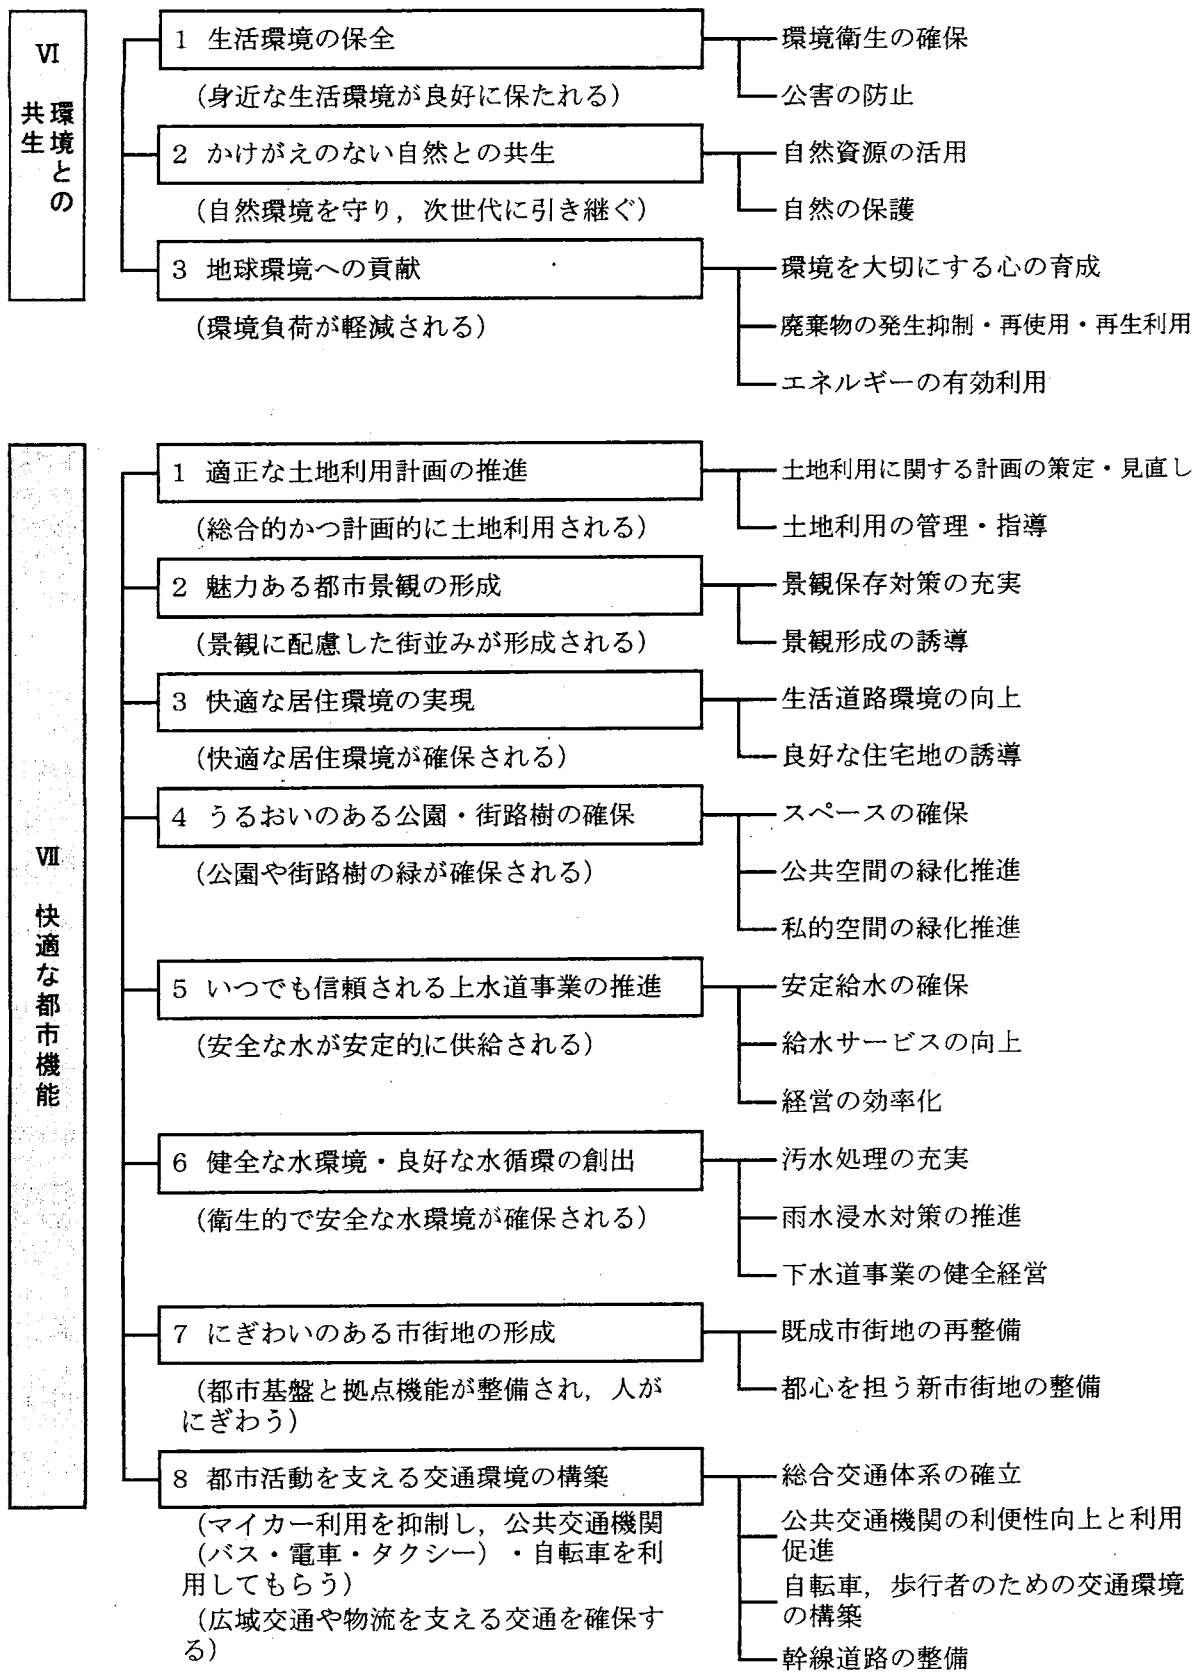 Ⅵ 環境との共生
1 生活環境の保全
環境衛生の確保
(身近な生活環境が良好に保たれる)
公害の防止
2 かけがえのない自然との共生
自然資源の活用
(自然環境を守り，次世代に引き継ぐ)
自然の保護
3 地球環境への貢献
環境を大切にする心の育成
(環境負荷が軽減される)
廃棄物の発生抑制・再使用・再生利用
エネルギーの有効利用
Ⅶ 快適な都市機能
1 適正な土地利用計画の推進
土地利用に関する計画の策定・見直し
(総合的かつ計画的に土地利用される)
土地利用の管理・指導
2 魅力ある都市景観の形成
景観保存対策の充実
(景観に配慮した街並みが形成される)
景観形成の誘導
3 快適な居住環境の実現
生活道路環境の向上
(快適な居住環境が確保される)
良好な住宅地の誘導
4 うるおいのある公園・街路樹の確保
スペースの確保
(公園や街路樹の緑が確保される)
公共空間の緑化推進
私的空間の緑化推進
5 いつでも信頼される上水道事業の推進
安定給水の確保
(安全な水が安定的に供給される)
給水サービスの向上
経営の効率化
6 健全な水環境・良好な水循環の創出
汚水処理の充実
(衛生的で安全な水環境が確保される)
雨水浸水対策の推進
下水道事業の健全経営
7 にぎわいのある市街地の形成
既成市街地の再整備
(都市基盤と拠点機能が整備され，人が
にぎわう)
都心を担う新市街地の整備
8 都市活動を支える交通環境の構築
総合交通体系の確立
(マイカー利用を抑制し，公共交通機関
(バス・電車・タクシー)・自転車を利
用してもらう)
(広域交通や物流を支える交通を確保す
る)
公共交通機関の利便性向上と利用
促進
自転車，歩行者のための交通環境
の構築
幹線道路の整備